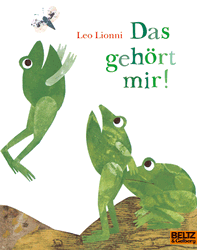 Leo Lionni Das
gehört
mir!
BELTZ
& Gelberg